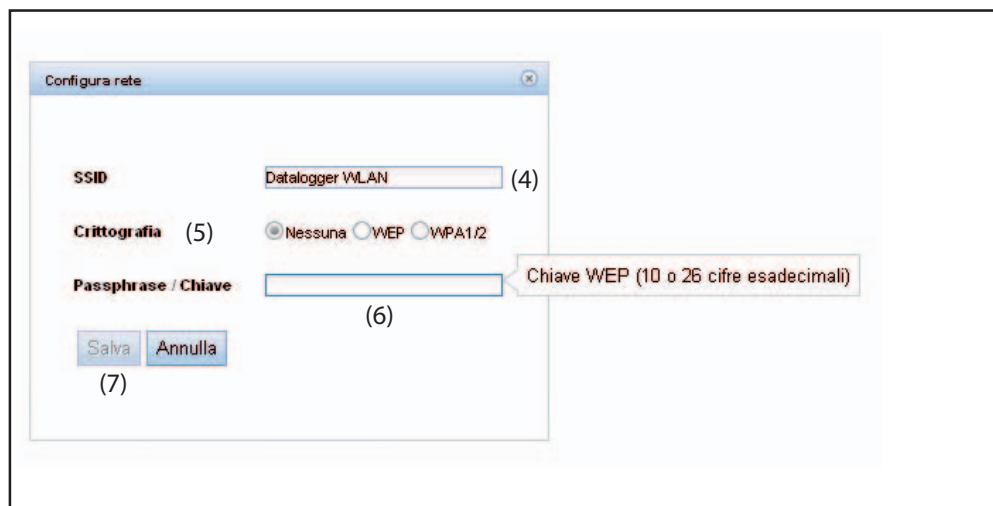 Configura rete
SSID Datalogger WLAN (4)
Crittografia (5) Nessuna WEP WPA1/2
Passphrase / Chiave Chiave WEP (10 o 26 cifre esadecimali)
(6)
Salva Annulla
(7)